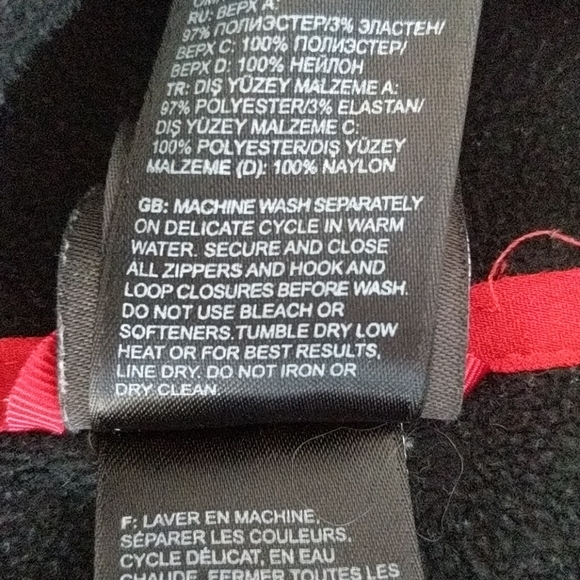 RU: ВЕРХ A:
97% ПОЛИЭСТЕР/3% ЭЛАСТЕН/
ВЕРХ C: 100% ПОЛИЭСТЕР/
ВЕРХ D: 100% НЕЙЛОН
TR: DIŞ YÜZEY MALZEME A:
97% POLYESTER/3% ELASTAN/
DIŞ YÜZEY MALZEME C:
100% POLYESTER/DIŞ YÜZEY
MALZEME (D): 100% NAYLON
GB: MACHINE WASH SEPARATELY
ON DELICATE CYCLE IN WARM
WATER. SECURE AND CLOSE
ALL ZIPPERS AND HOOK AND
LOOP CLOSURES BEFORE WASH.
DO NOT USE BLEACH OR
SOFTENERS.TUMBLE DRY LOW
HEAT OR FOR BEST RESULTS,
LINE DRY. DO NOT IRON OR
DRY CLEAN.
F: LAVER EN MACHINE,
SÉPARER LES COULEURS,
CYCLE DÉLICAT, EN EAU
CHAUDE. FERMER TOUTES LES